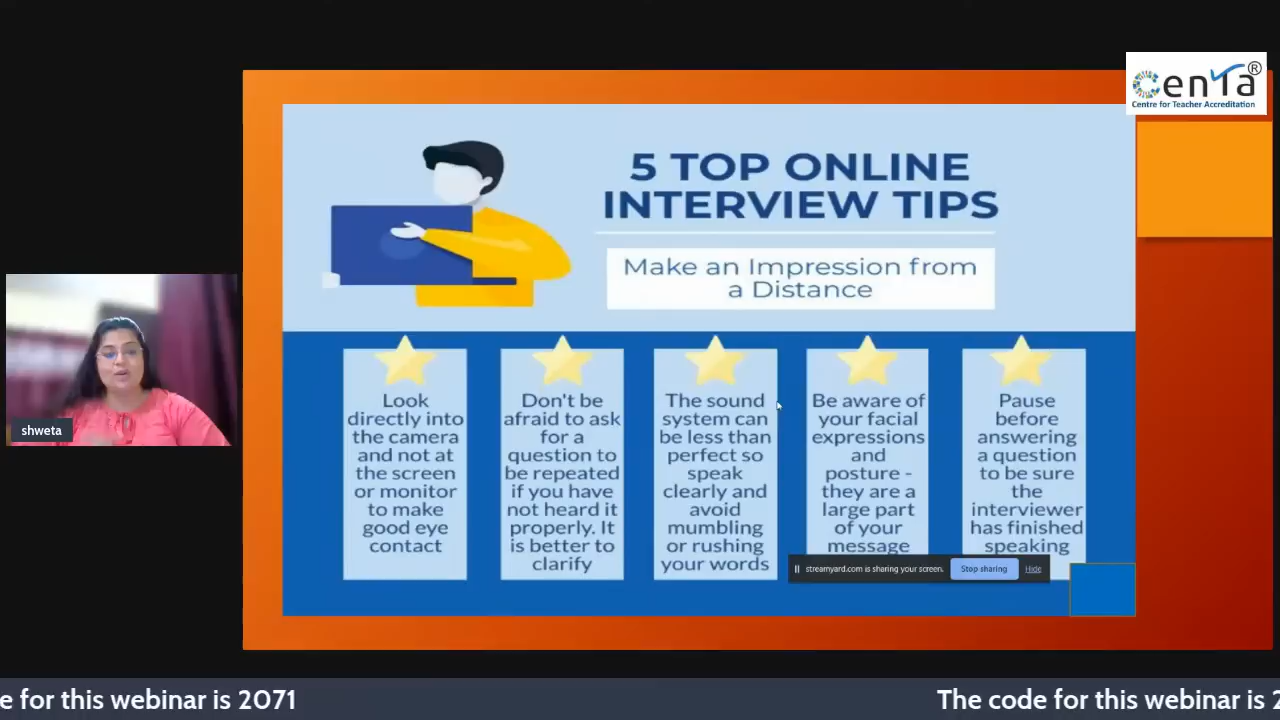 CenTa®
Centre for Teacher Accreditation
5 TOP ONLINE
INTERVIEW TIPS
Make an Impression from
a Distance
Look
directly into
the camera
and not at
the screen
or monitor
to make
good eye
contact
Don't be
afraid to ask
for a
question to
be repeated
if you have
not heard it
properly. It
is better to
clarify
The sound
system can
be less than
perfect so
speak
clearly and
avoid
mumbling
or rushing
your words
Be aware of
your facial
expressions
and
posture -
they are a
large part
of your
message
Pause
before
answering
a question
to be sure
the
interviewer
has finished
speaking
shweta
streamyard.com is sharing your screen.
Stop sharing
Hide
e for this webinar is 2071
The code for this webinar is 2